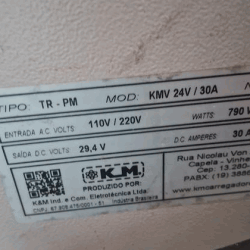 TIPO: TR - PM MOD: KMV 24V / 30A
ENTRADA A.C. VOLTS: 110V / 220V WATTS: 790
SAÍDA D.C. VOLTS: 29,4 V D.C. AMPERES: 30 A
K&M
PRODUZIDO POR:
K&M Ind. e Com. Eletrônica Ltda.
Indústria Brasileira
Rua Nicolau Von
Capela - Vinhe
Cep. 13.280
PABX: (19)